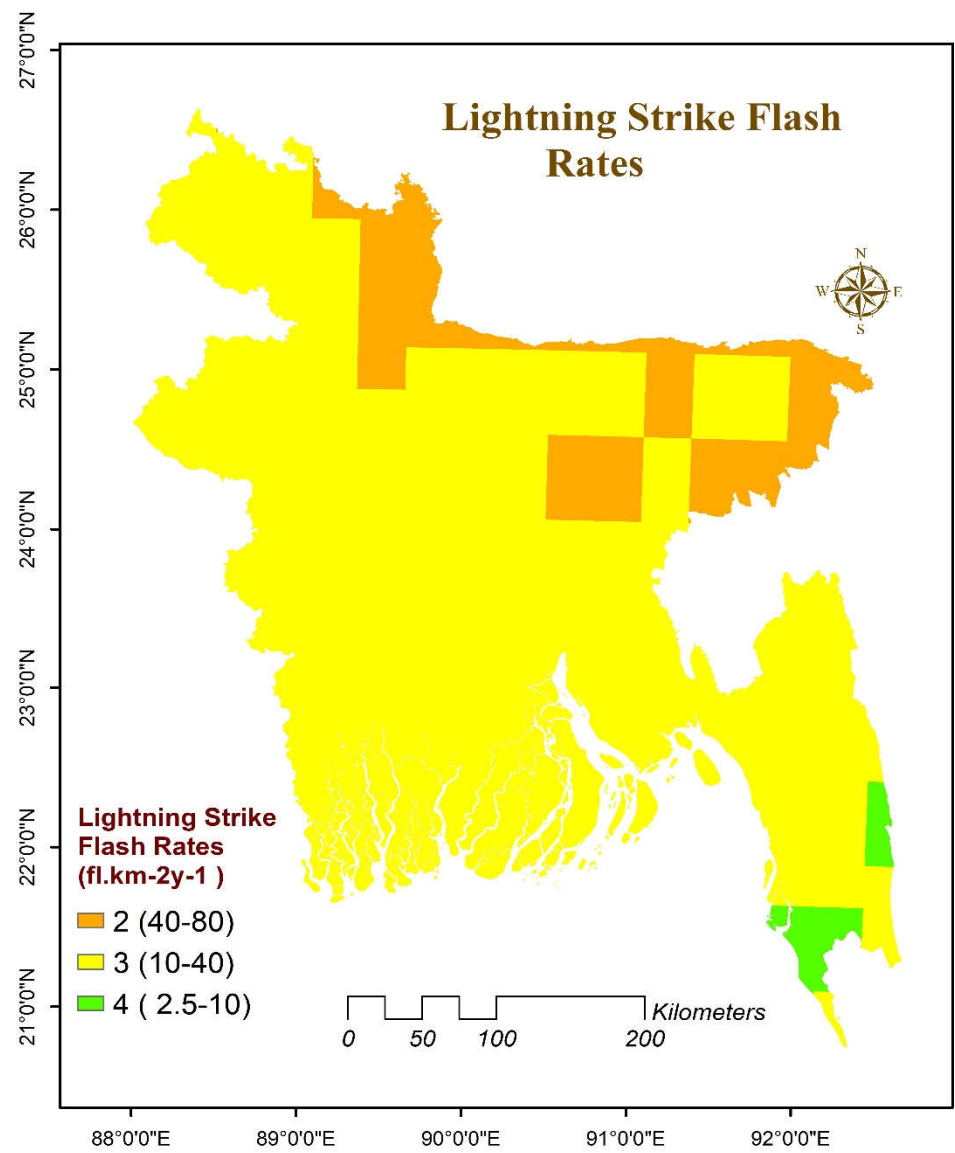 Lightning Strike Flash
Rates
N
W E
S
27°0'0"N
26°0'0"N
25°0'0"N
24°0'0"N
23°0'0"N
22°0'0"N
21°0'0"N
Lightning Strike
Flash Rates
(fl.km-2y-1 )
2 (40-80)
3 (10-40)
4 ( 2.5-10)
Kilometers
0 50 100 200
88°0'0"E 89°0'0"E 90°0'0"E 91°0'0"E 92°0'0"E